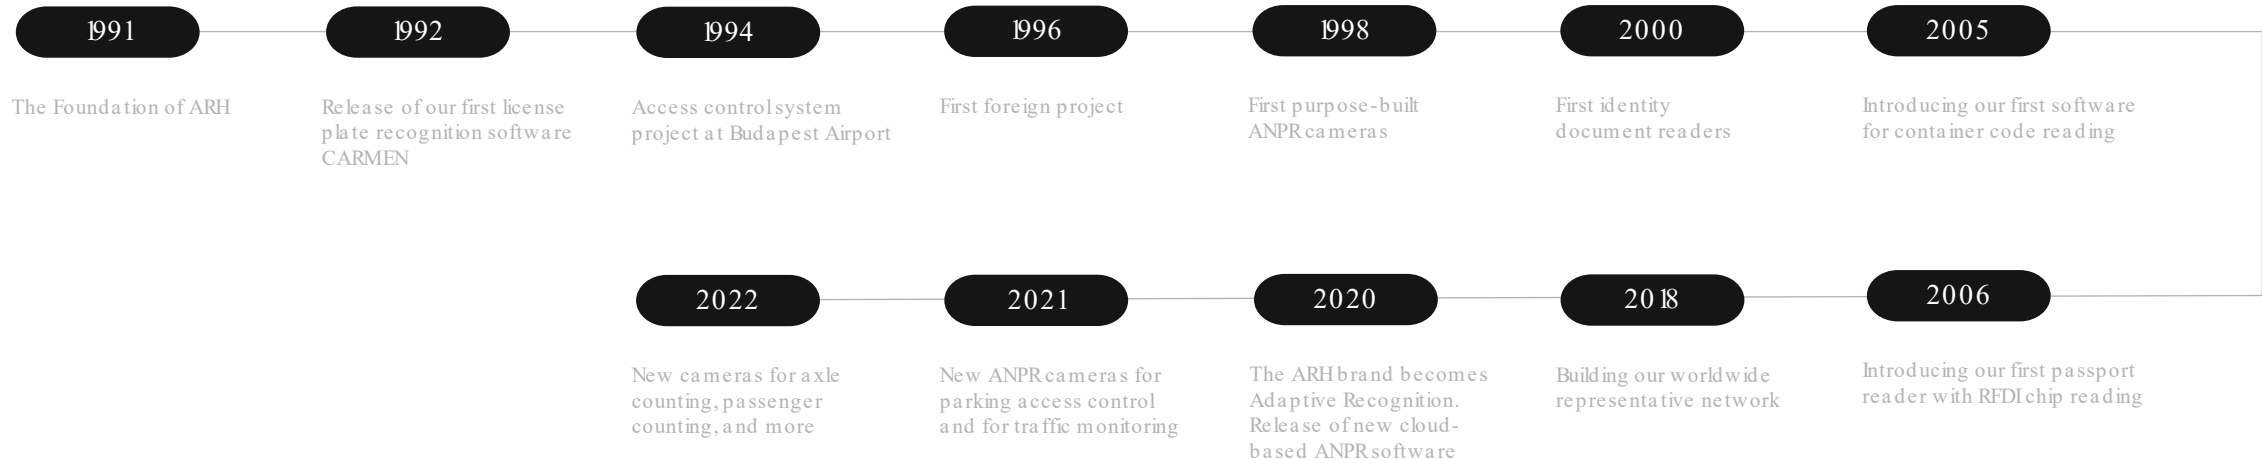 1991
The Foundation of ARH
1992
Release of our first license
plate recognition software
CARMEN
1994
Access control system
project at Budapest Airport
1996
First foreign project
1998
First purpose-built
ANPR cameras
2000
First identity
document readers
2005
Introducing our first software
for container code reading
2006
Introducing our first passport
reader with RFDI chip reading
2018
Building our worldwide
representative network
2020
The ARH brand becomes
Adaptive Recognition.
Release of new cloud-
based ANPR software
2021
New ANPR cameras for
parking access control
and for traffic monitoring
2022
New cameras for axle
counting, passenger
counting, and more